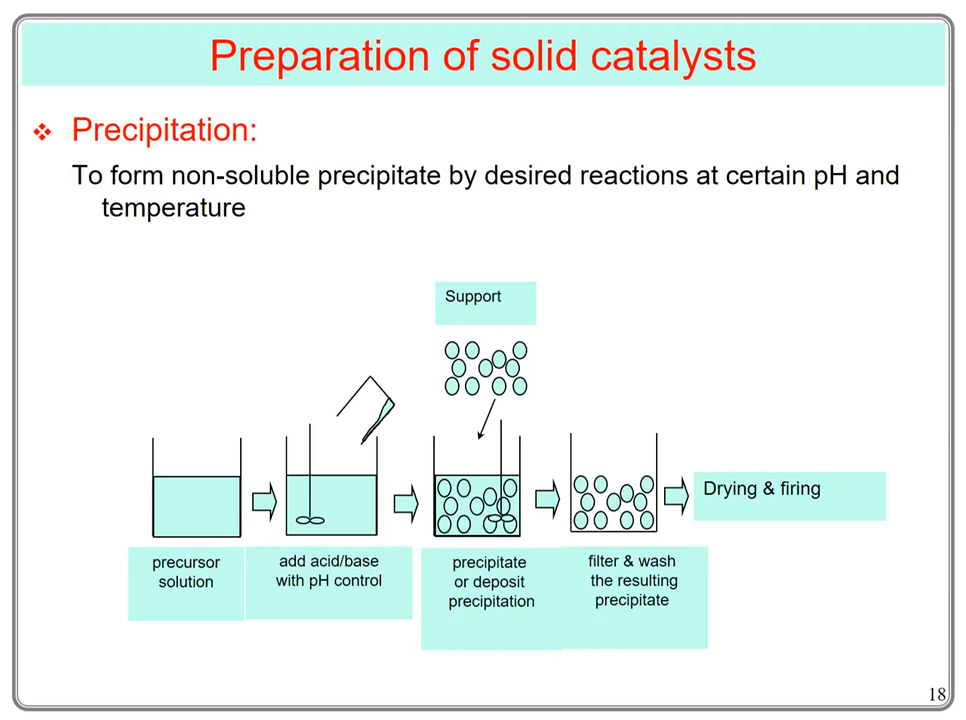 Preparation of solid catalysts
Precipitation:
To form non-soluble precipitate by desired reactions at certain pH and
temperature
Support
Drying & firing
precursor
solution
add acid/base
with pH control
precipitate
or deposit
precipitation
filter & wash
the resulting
precipitate
18